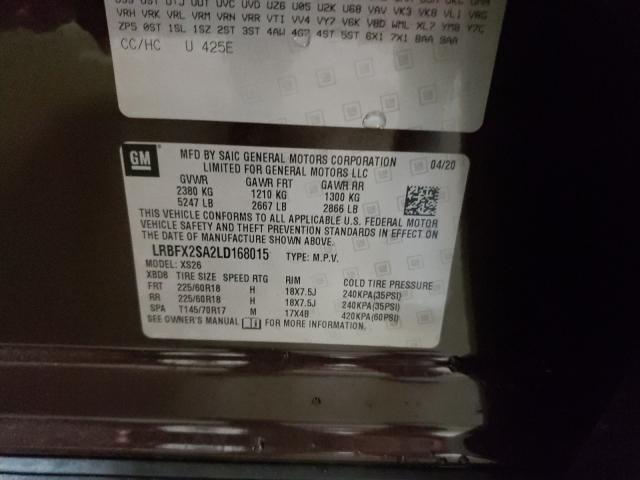 VRH VRK VRL VRM VRN VRR VTI VV4 VY7 V6K V8D WML XL7 YM8 Y7C
ZP5 0ST 1SL 1SZ 2ST 3ST 4AW 4G7 4ST 5ST 6X1 7X1 8AA 9AA
CC/HC U 425E
GM
MFD BY SAIC GENERAL MOTORS CORPORATION 04/20
LIMITED FOR GENERAL MOTORS LLC
GVWR GAWR FRT GAWR RR
2380 KG 1210 KG 1300 KG
5247 LB 2667 LB 2866 LB
THIS VEHICLE CONFORMS TO ALL APPLICABLE U.S. FEDERAL MOTOR
VEHICLE SAFETY AND THEFT PREVENTION STANDARDS IN EFFECT ON
THE DATE OF MANUFACTURE SHOWN ABOVE.
LRBFX2SA2LD168015 TYPE: M.P.V.
MODEL: XS26
XBD8 TIRE SIZE SPEED RTG RIM COLD TIRE PRESSURE
FRT 225/60R18 H 18X7.5J 240KPA(35PSI)
RR 225/60R18 H 18X7.5J 240KPA(35PSI)
SPA T145/70R17 M 17X4B 420KPA(60PSI)
SEE OWNER'S MANUAL FOR MORE INFORMATION